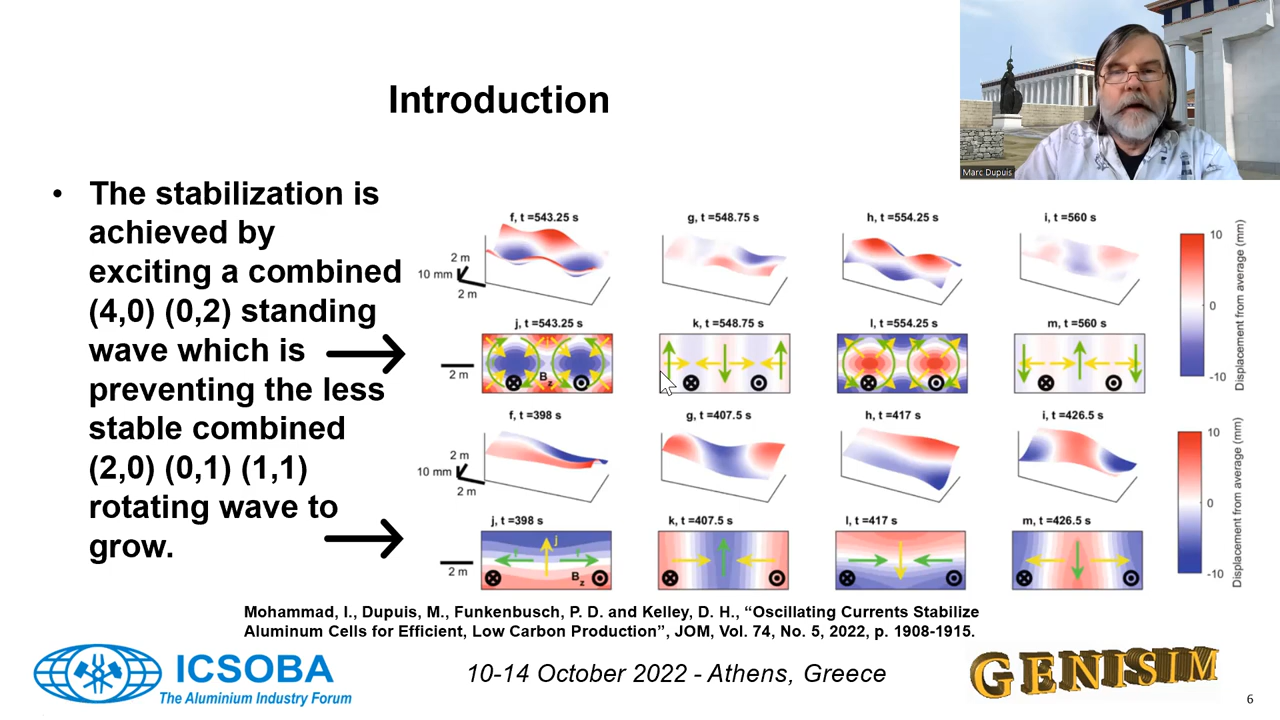 Introduction
Marc Dupuis
• The stabilization is
achieved by
exciting a combined
(4,0) (0,2) standing
wave which is
preventing the less
stable combined
(2,0) (0,1) (1,1)
rotating wave to
grow.
f, t =543.25 s
g, t =548.75 s
h, t =554.25 s
i, t =560 s
2 m
10 mm
2 m
j, t =543.25 s
k, t =548.75 s
l, t =554.25 s
m, t =560 s
2 m
Bz
10
0
-10
Displacement from average (mm)
f, t =398 s
g, t =407.5 s
h, t =417 s
i, t =426.5 s
2 m
10 mm
2 m
j, t =398 s
k, t =407.5 s
l, t =417 s
m, t =426.5 s
2 m
j
Bz
10
0
-10
Displacement from average (mm)
Mohammad, I., Dupuis, M., Funkenbusch, P. D. and Kelley, D. H., “Oscillating Currents Stabilize
Aluminum Cells for Efficient, Low Carbon Production”, JOM, Vol. 74, No. 5, 2022, p. 1908-1915.
ICSOBA
The Aluminium Industry Forum
10-14 October 2022 - Athens, Greece
GENISIM
6